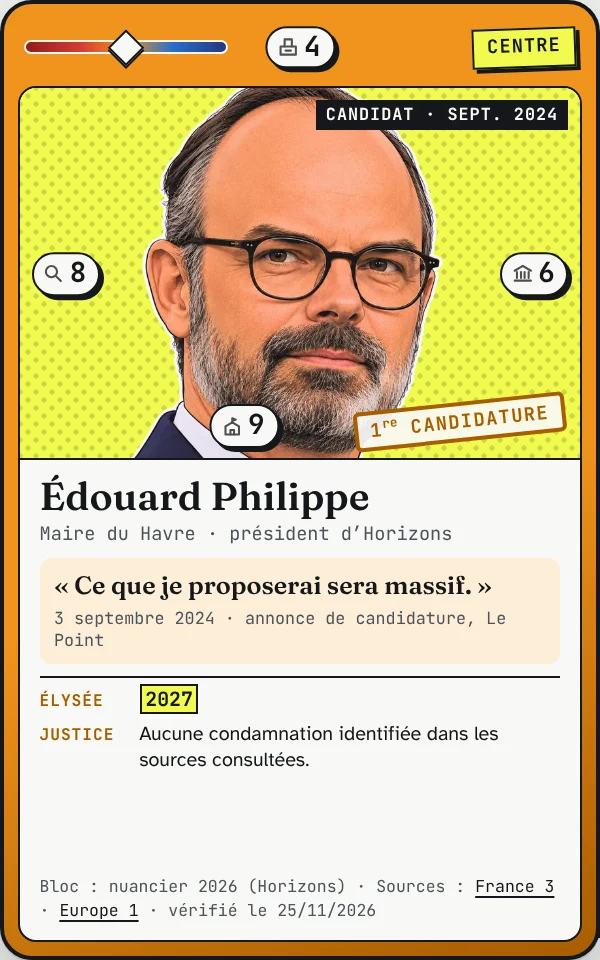 4
CENTRE
CANDIDAT · SEPT. 2024
8
6
9
1re CANDIDATURE
Édouard Philippe
Maire du Havre · président d’Horizons
« Ce que je proposerai sera massif. »
3 septembre 2024 · annonce de candidature, Le
Point
ÉLYSÉE 2027
JUSTICE Aucune condamnation identifiée dans les
sources consultées.
Bloc : nuancier 2026 (Horizons) · Sources : France 3
· Europe 1 · vérifié le 25/11/2026